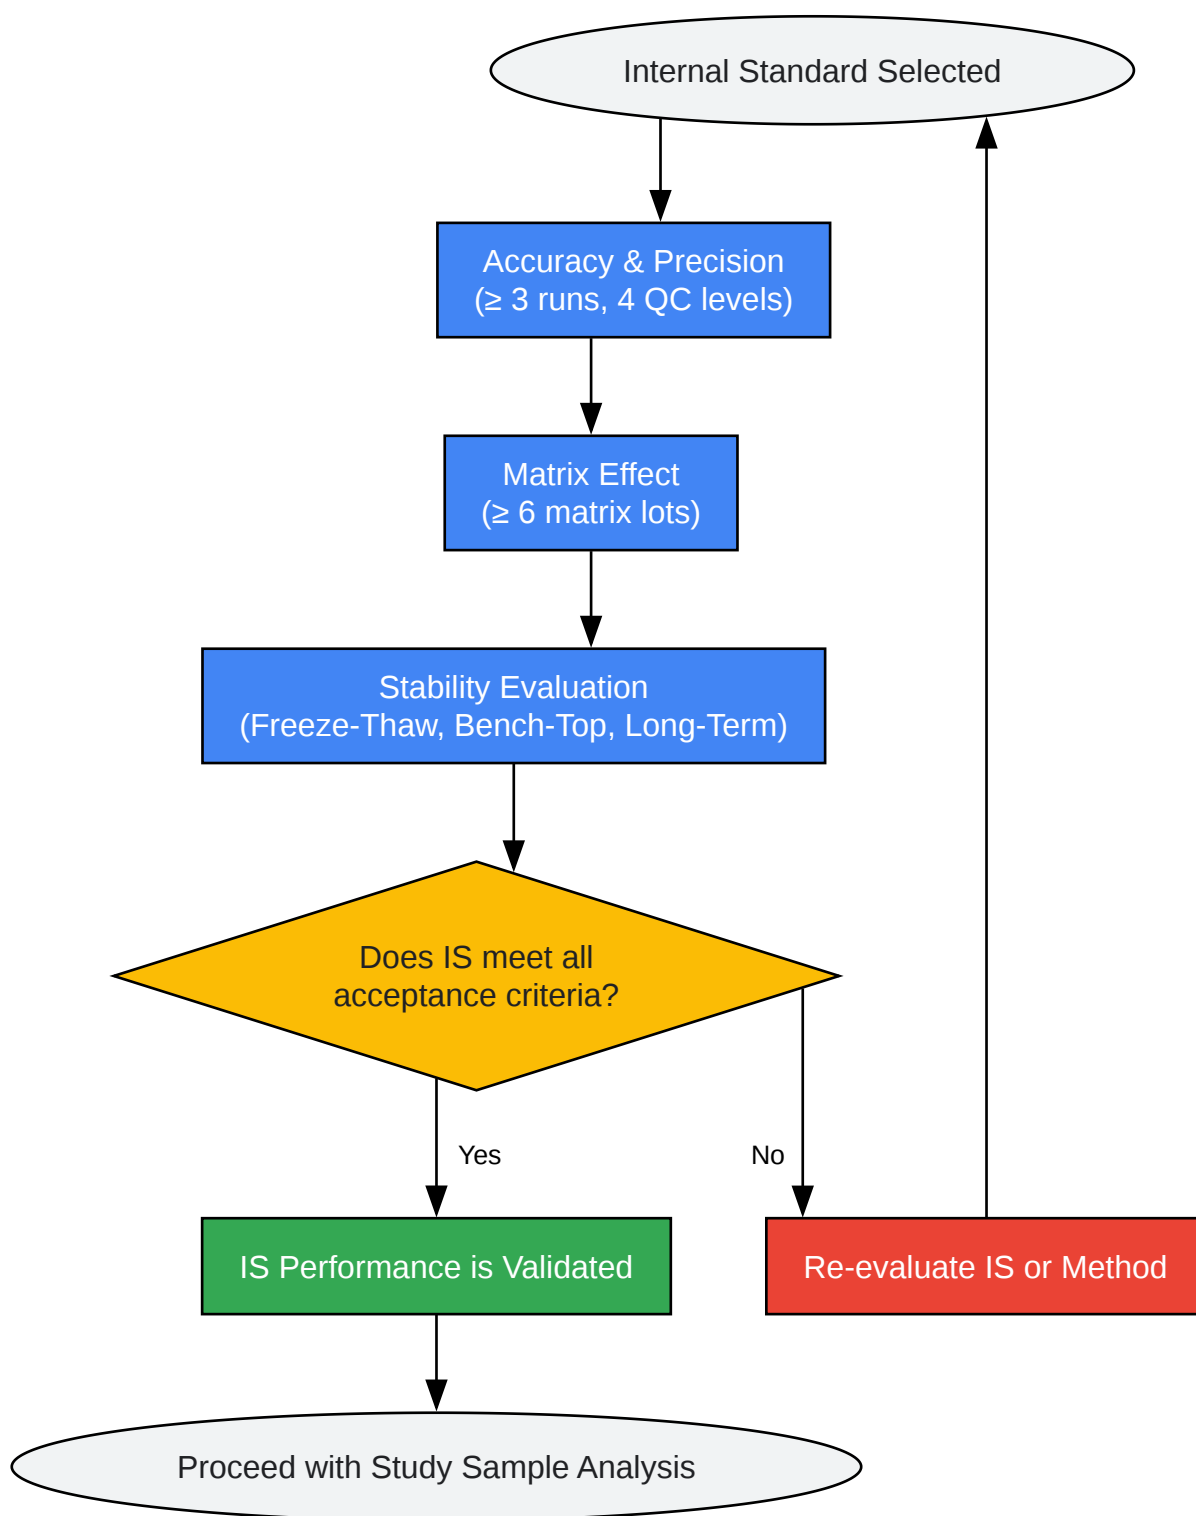 Internal Standard Selected
Accuracy & Precision
(≥ 3 runs, 4 QC levels)
Matrix Effect
(≥ 6 matrix lots)
Stability Evaluation
(Freeze-Thaw, Bench-Top, Long-Term)
Does IS meet all
acceptance criteria?
Yes
No
IS Performance is Validated
Re-evaluate IS or Method
Proceed with Study Sample Analysis